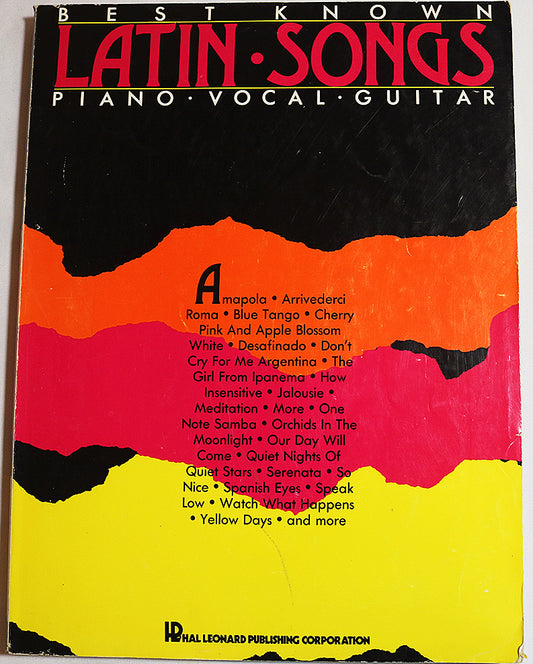 BEST KNOWN
LATIN • SONGS
PIANO • VOCAL • GUITAR
Amapola • Arrivederci
Roma • Blue Tango • Cherry
Pink And Apple Blossom
White • Desafinado • Don't
Cry For Me Argentina • The
Girl From Ipanema • How
Insensitive • Jalousie •
Meditation • More • One
Note Samba • Orchids In The
Moonlight • Our Day Will
Come • Quiet Nights Of
Quiet Stars • Serenata • So
Nice • Spanish Eyes • Speak
Low • Watch What Happens
• Yellow Days • and more
HL HAL LEONARD PUBLISHING CORPORATION